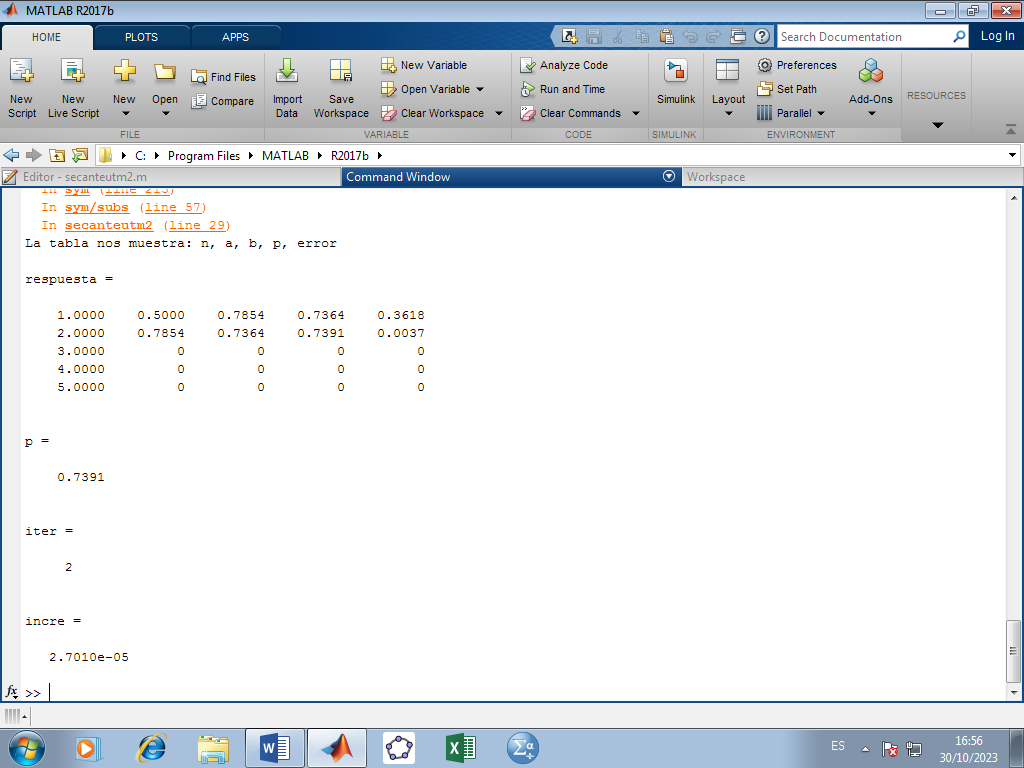 MATLAB R2017b
HOME PLOTS APPS Search Documentation Log In
New Script
New Live Script
New
Open
Find Files
Compare
FILE
Import Data
Save Workspace
New Variable
Open Variable
Clear Workspace
VARIABLE
Analyze Code
Run and Time
Clear Commands
CODE
Simulink
SIMULINK
Layout
Preferences
Set Path
Parallel
Add-Ons
ENVIRONMENT
RESOURCES
C: Program Files MATLAB R2017b
Editor - secanteutm2.m
Command Window
Workspace
In sym (line 215)
In sym/subs (line 57)
In secanteutm2 (line 29)
La tabla nos muestra: n, a, b, p, error
respuesta =
1.0000 0.5000 0.7854 0.7364 0.3618
2.0000 0.7854 0.7364 0.7391 0.0037
3.0000 0 0 0 0
4.0000 0 0 0 0
5.0000 0 0 0 0
p =
0.7391
iter =
2
incre =
2.7010e-05
fx >>
ES
16:56
30/10/2023